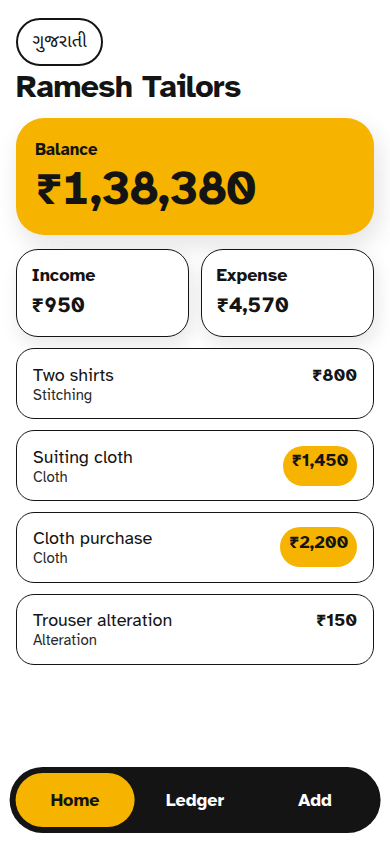 ગુજરાતી
Ramesh Tailors
Balance
₹1,38,380
Income
₹950
Expense
₹4,570
Two shirts
₹800
Stitching
Suiting cloth
₹1,450
Cloth
Cloth purchase
₹2,200
Cloth
Trouser alteration
₹150
Alteration
Home Ledger Add